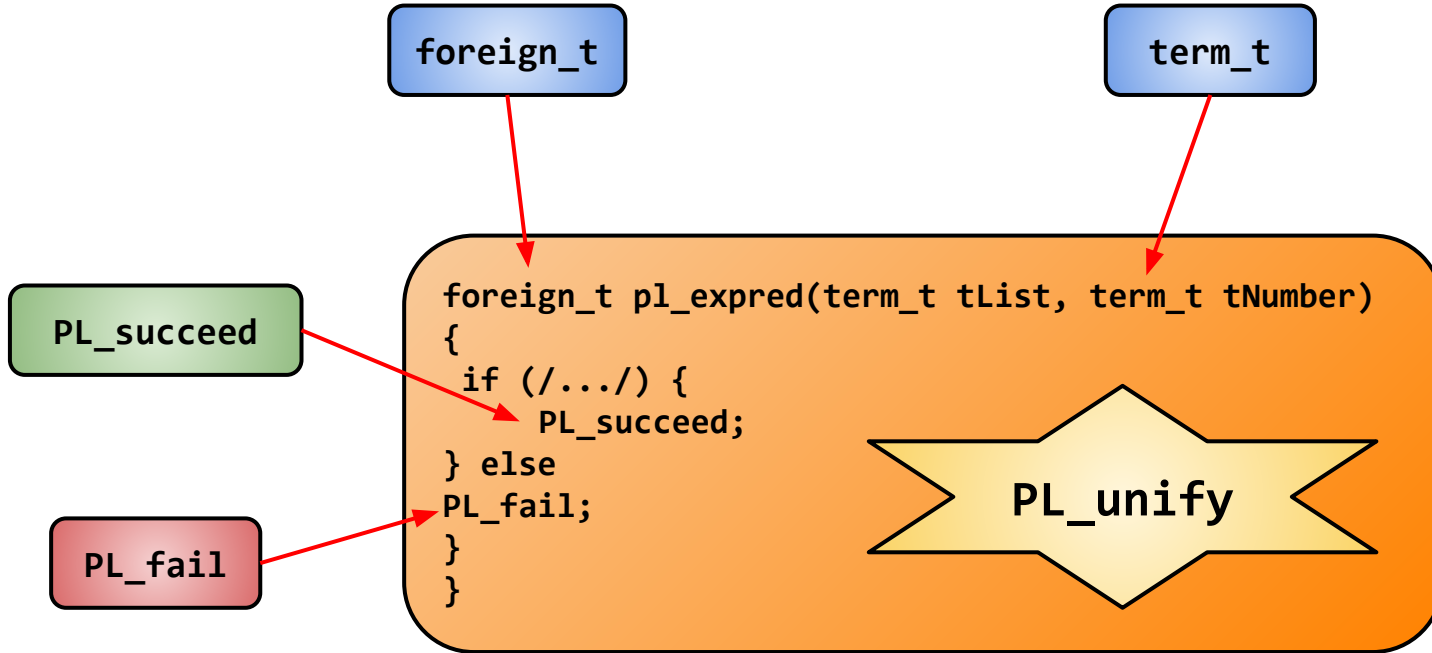 foreign_t
term_t
foreign_t pl_expred(term_t tList, term_t tNumber)
{
if (/.../) {
PL_succeed;
} else
PL_fail;
}
}
PL_succeed
PL_fail
PL_unify